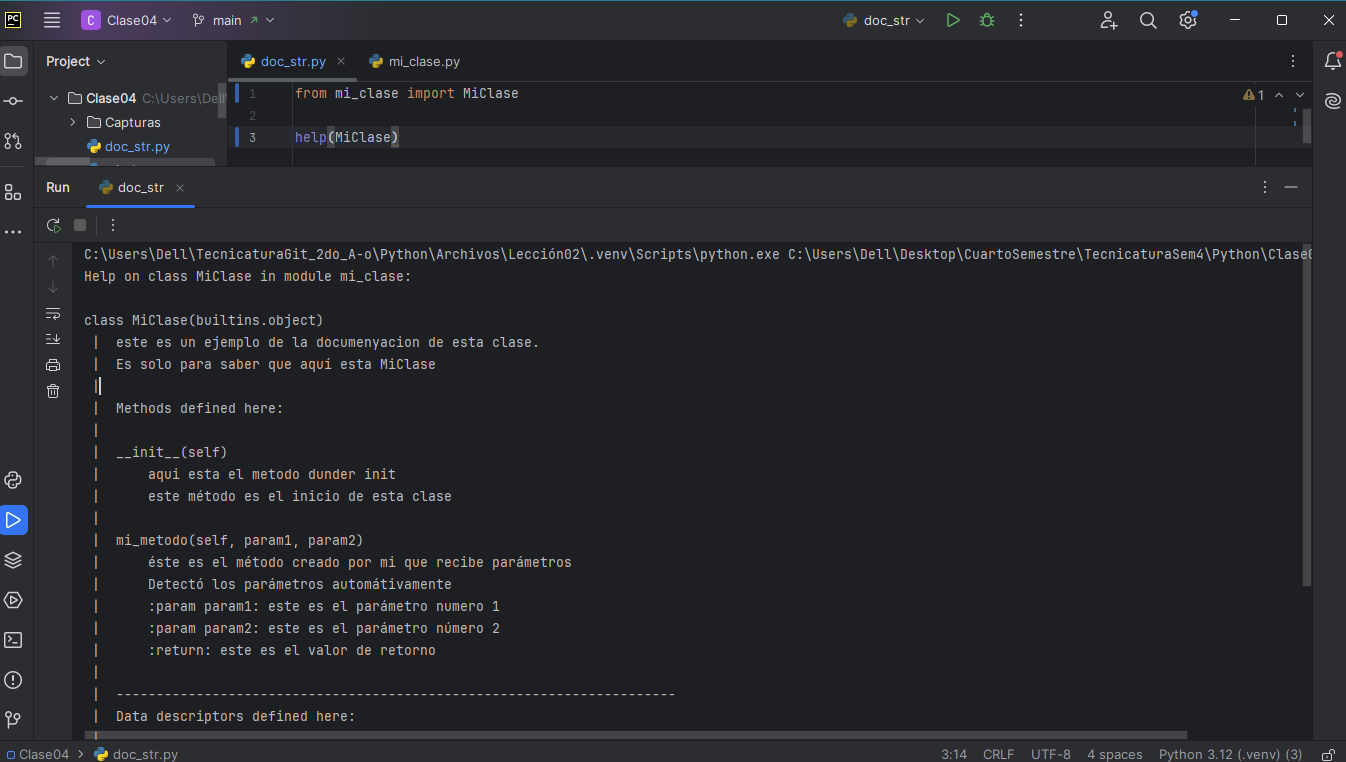 PC C Clase04 main doc_str
Project
doc_str.py
mi_clase.py
Clase04 C:\Users\Dell\
Capturas
doc_str.py
1 from mi_clase import MiClase
1
2
3 help(MiClase)
Run doc_str
C:\Users\Dell\TecnicaturaGit_2do_A-o\Python\Archivos\Lección02\.venv\Scripts\python.exe C:\Users\Dell\Desktop\CuartoSemestre\TecnicaturaSem4\Python\Clase0
Help on class MiClase in module mi_clase:
class MiClase(builtins.object)
| este es un ejemplo de la documenyacion de esta clase.
| Es solo para saber que aquí esta MiClase
|
| Methods defined here:
|
| __init__(self)
| aqui esta el metodo dunder init
| este método es el inicio de esta clase
|
| mi_metodo(self, param1, param2)
| éste es el método creado por mi que recibe parámetros
| Detectó los parámetros automátivamente
| :param param1: este es el parámetro numero 1
| :param param2: este es el parámetro número 2
| :return: este es el valor de retorno
|
| ----------------------------------------------------------------------
| Data descriptors defined here:
|
Clase04 > doc_str.py
3:14 CRLF UTF-8 4 spaces Python 3.12 (.venv) (3)